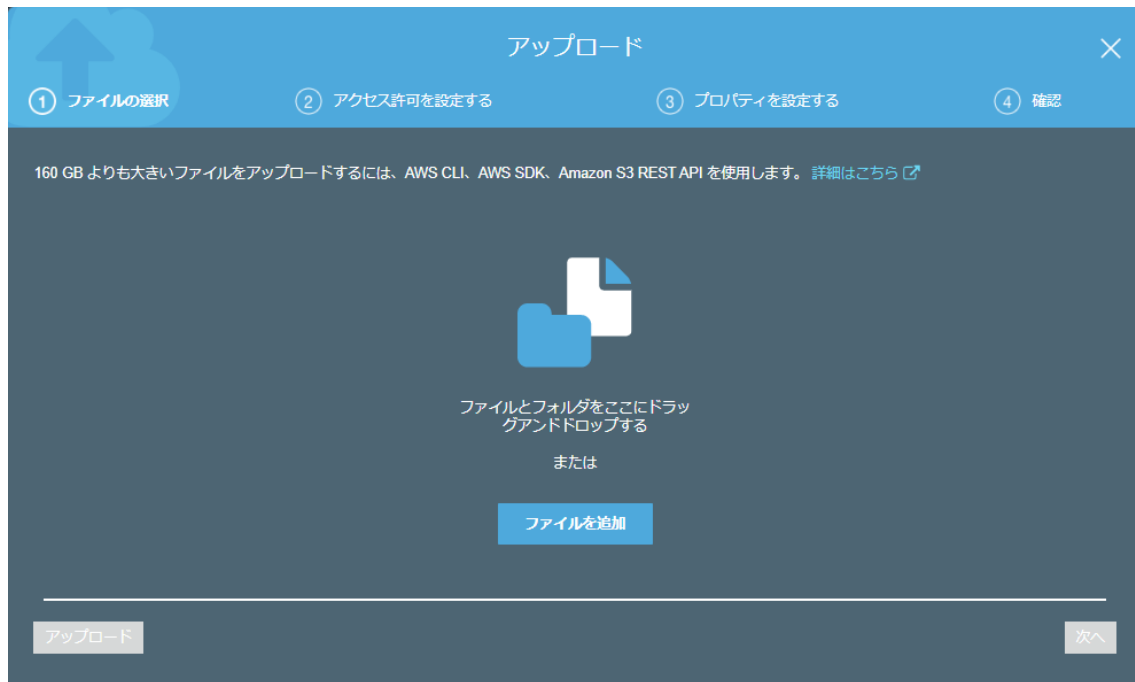 アップロード
1 ファイルの選択
2 アクセス許可を設定する
3 プロパティを設定する
4 確認
160 GB よりも大きいファイルをアップロードするには、AWS CLI、AWS SDK、Amazon S3 REST API を使用します。 詳細はこちら
ファイルとフォルダをここにドラッ
グアンドドロップする
または
ファイルを追加
アップロード
次へ